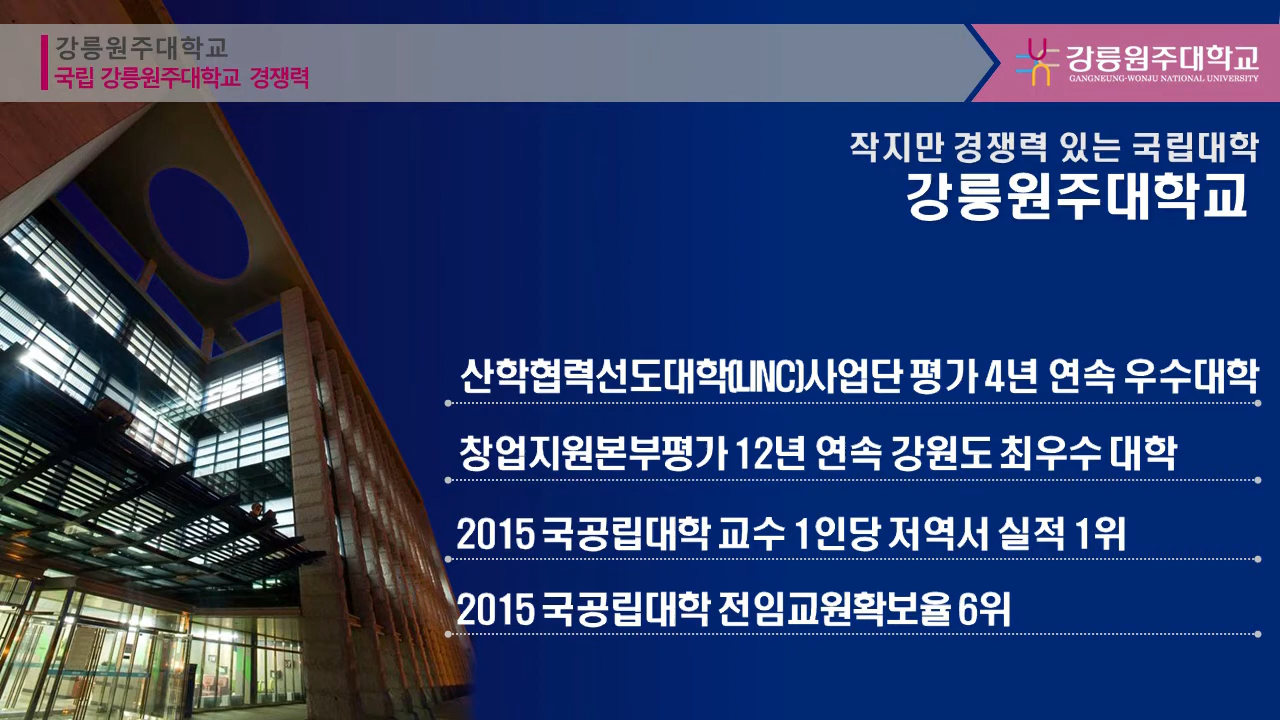 강릉원주대학교
국립 강릉원주대학교 경쟁력
강릉원주대학교
GANGNEUNG-WONJU NATIONAL UNIVERSITY
작지만 경쟁력 있는 국립대학
강릉원주대학교
산학협력선도대학(LINC)사업단 평가 4년 연속 우수대학
창업지원본부평가 12년 연속 강원도 최우수 대학
2015 국공립대학 교수 1인당 저역서 실적 1위
2015 국공립대학 전임교원확보율 6위